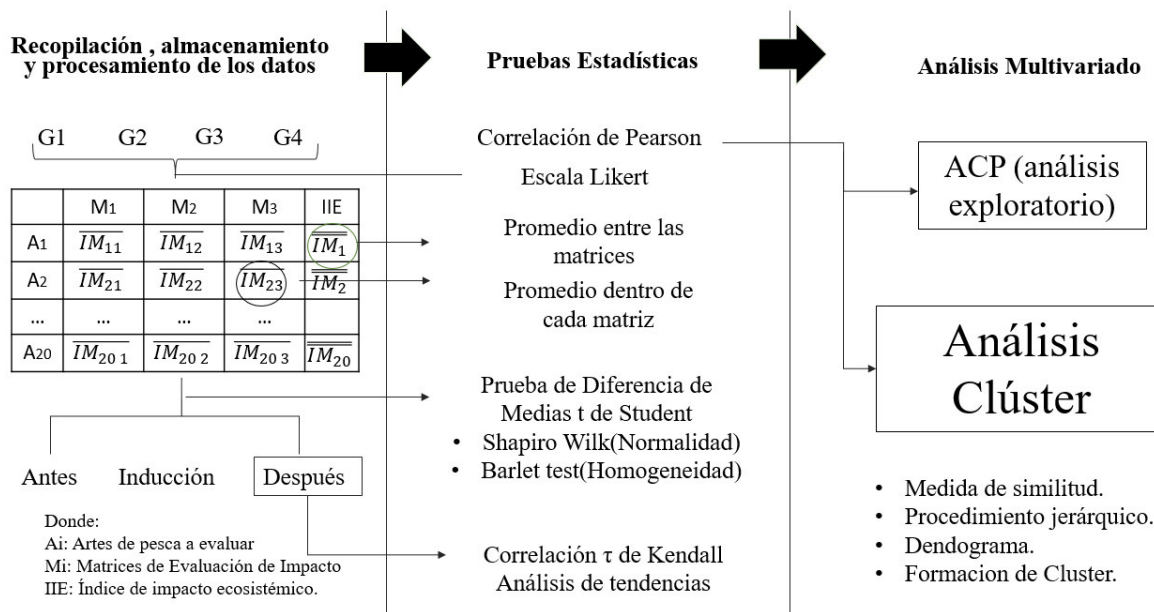 Recopilación , almacenamiento
y procesamiento de los datos
G1 G2 G3 G4
M1 M2 M3 IIE
A1 IM11 IM12 IM13 IM1
A2 IM21 IM22 IM23 IM2
... ... ... ...
A20 IM20 1 IM20 2 IM20 3 IM20
Antes Inducción Después
Donde:
Ai: Artes de pesca a evaluar
Mi: Matrices de Evaluación de Impacto
IIE: Índice de impacto ecosistémico.
Pruebas Estadísticas
Correlación de Pearson
Escala Likert
Promedio entre las
matrices
Promedio dentro de
cada matriz
Prueba de Diferencia de
Medias t de Student
• Shapiro Wilk(Normalidad)
• Barlet test(Homogeneidad)
Correlación τ de Kendall
Análisis de tendencias
Análisis Multivariado
ACP (análisis
exploratorio)
Análisis
Clúster
• Medida de similitud.
• Procedimiento jerárquico.
• Dendograma.
• Formacion de Cluster.